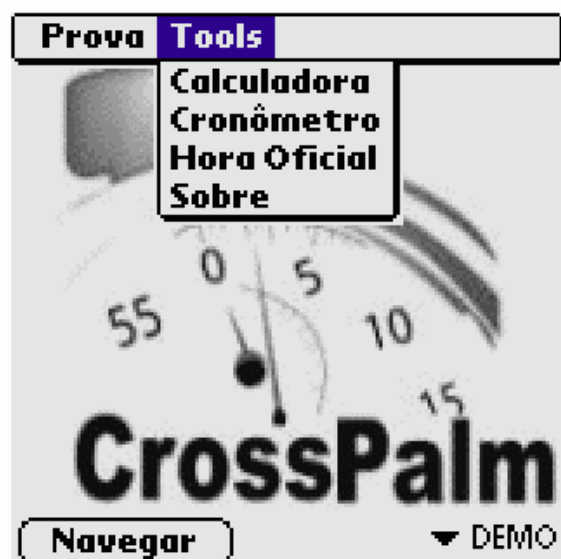 Prova Tools
Calculadora
Cronômetro
Hora Oficial
Sobre
55 0 5 10 15
CrossPalm
Navegar DEMO